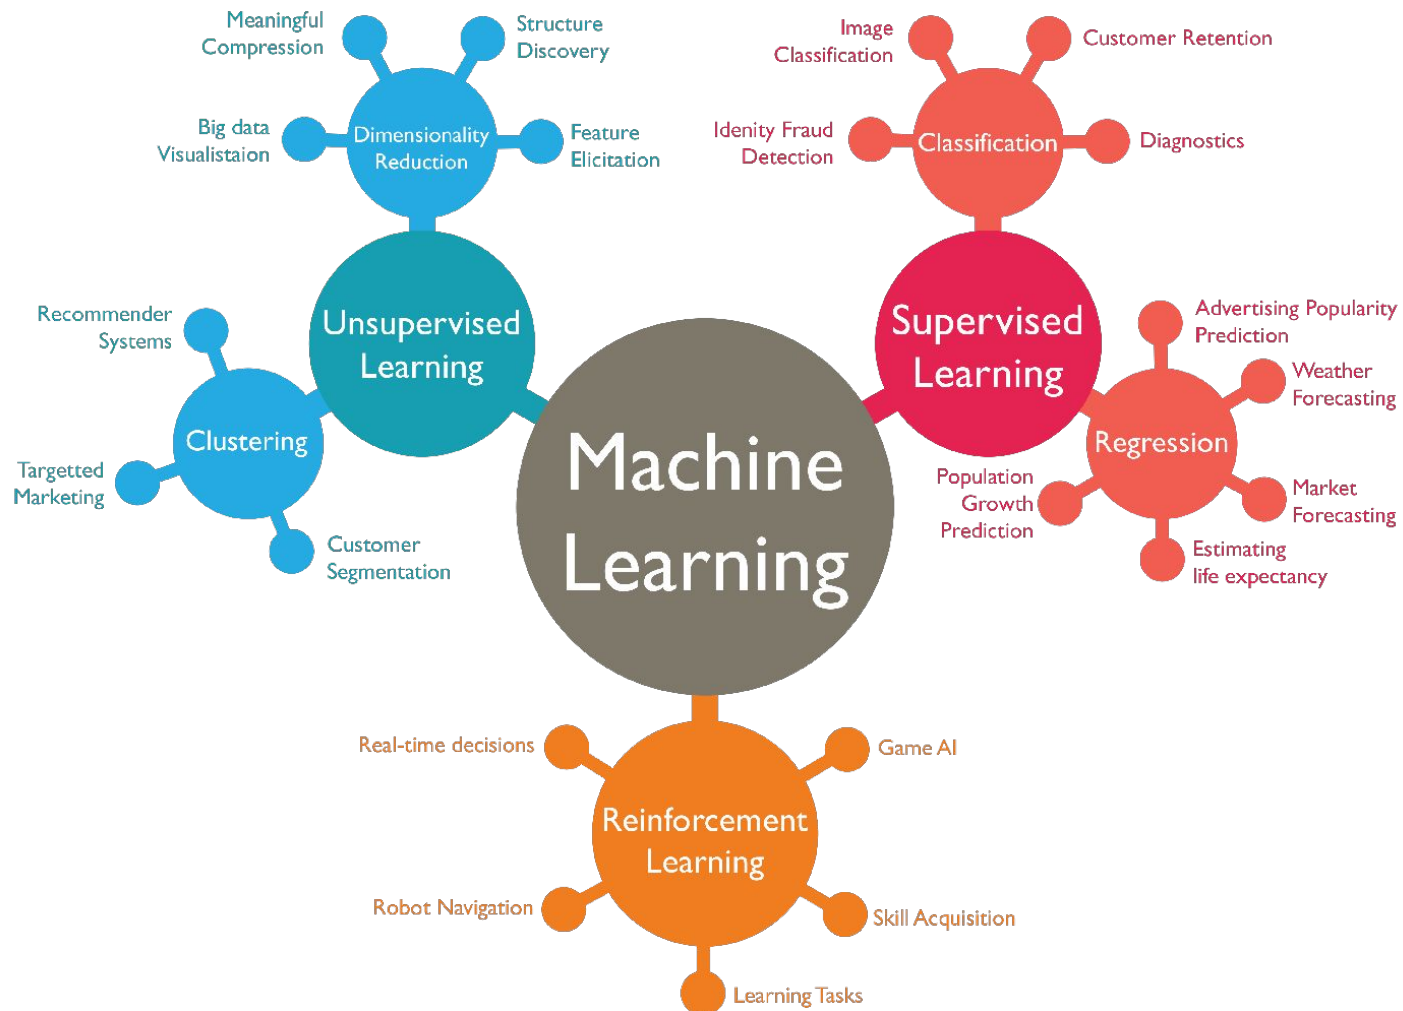 Meaningful
Compression
Structure
Discovery
Big data
Visualistaion
Dimensionality
Reduction
Feature
Elicitation
Image
Classification
Customer Retention
Idenity Fraud
Detection
Classification
Diagnostics
Recommender
Systems
Unsupervised
Learning
Clustering
Targetted
Marketing
Customer
Segmentation
Machine
Learning
Supervised
Learning
Advertising Popularity
Prediction
Weather
Forecasting
Regression
Population
Growth
Prediction
Market
Forecasting
Estimating
life expectancy
Real-time decisions
Game AI
Reinforcement
Learning
Robot Navigation
Skill Acquisition
Learning Tasks